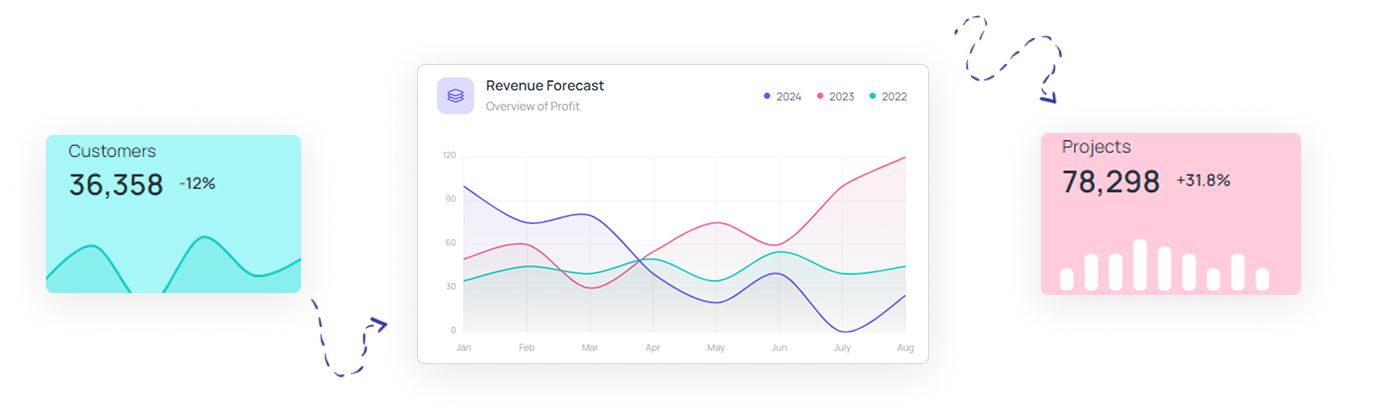 Customers
36,358 -12%
Revenue Forecast
Overview of Profit
2024 2023 2022
120
90
60
30
0
Jan Feb Mar Apr May Jun July Aug
Projects
78,298 +31.8%